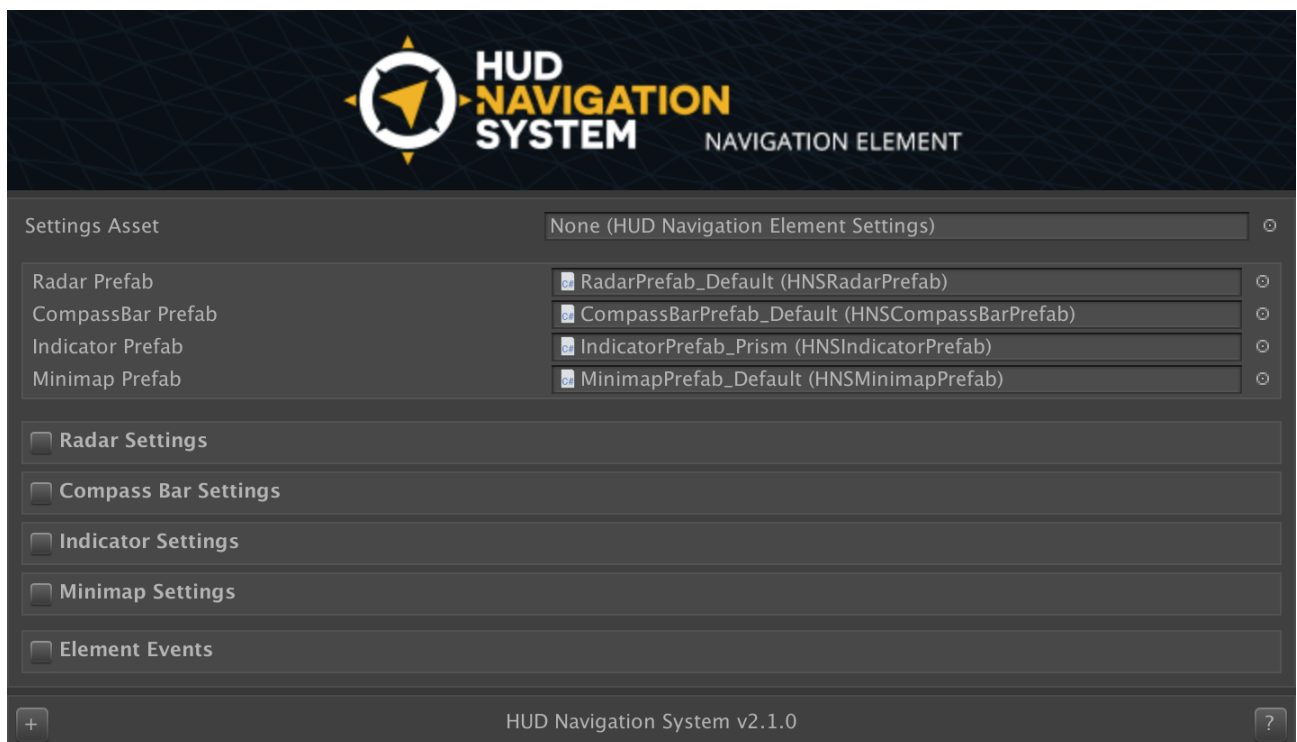 HUD
NAVIGATION
SYSTEM NAVIGATION ELEMENT
Settings Asset None (HUD Navigation Element Settings)
Radar Prefab C# RadarPrefab_Default (HNSRadarPrefab)
CompassBar Prefab C# CompassBarPrefab_Default (HNSCompassBarPrefab)
Indicator Prefab C# IndicatorPrefab_Prism (HNSIndicatorPrefab)
Minimap Prefab C# MinimapPrefab_Default (HNSMinimapPrefab)
Radar Settings
Compass Bar Settings
Indicator Settings
Minimap Settings
Element Events
+ HUD Navigation System v2.1.0 ?